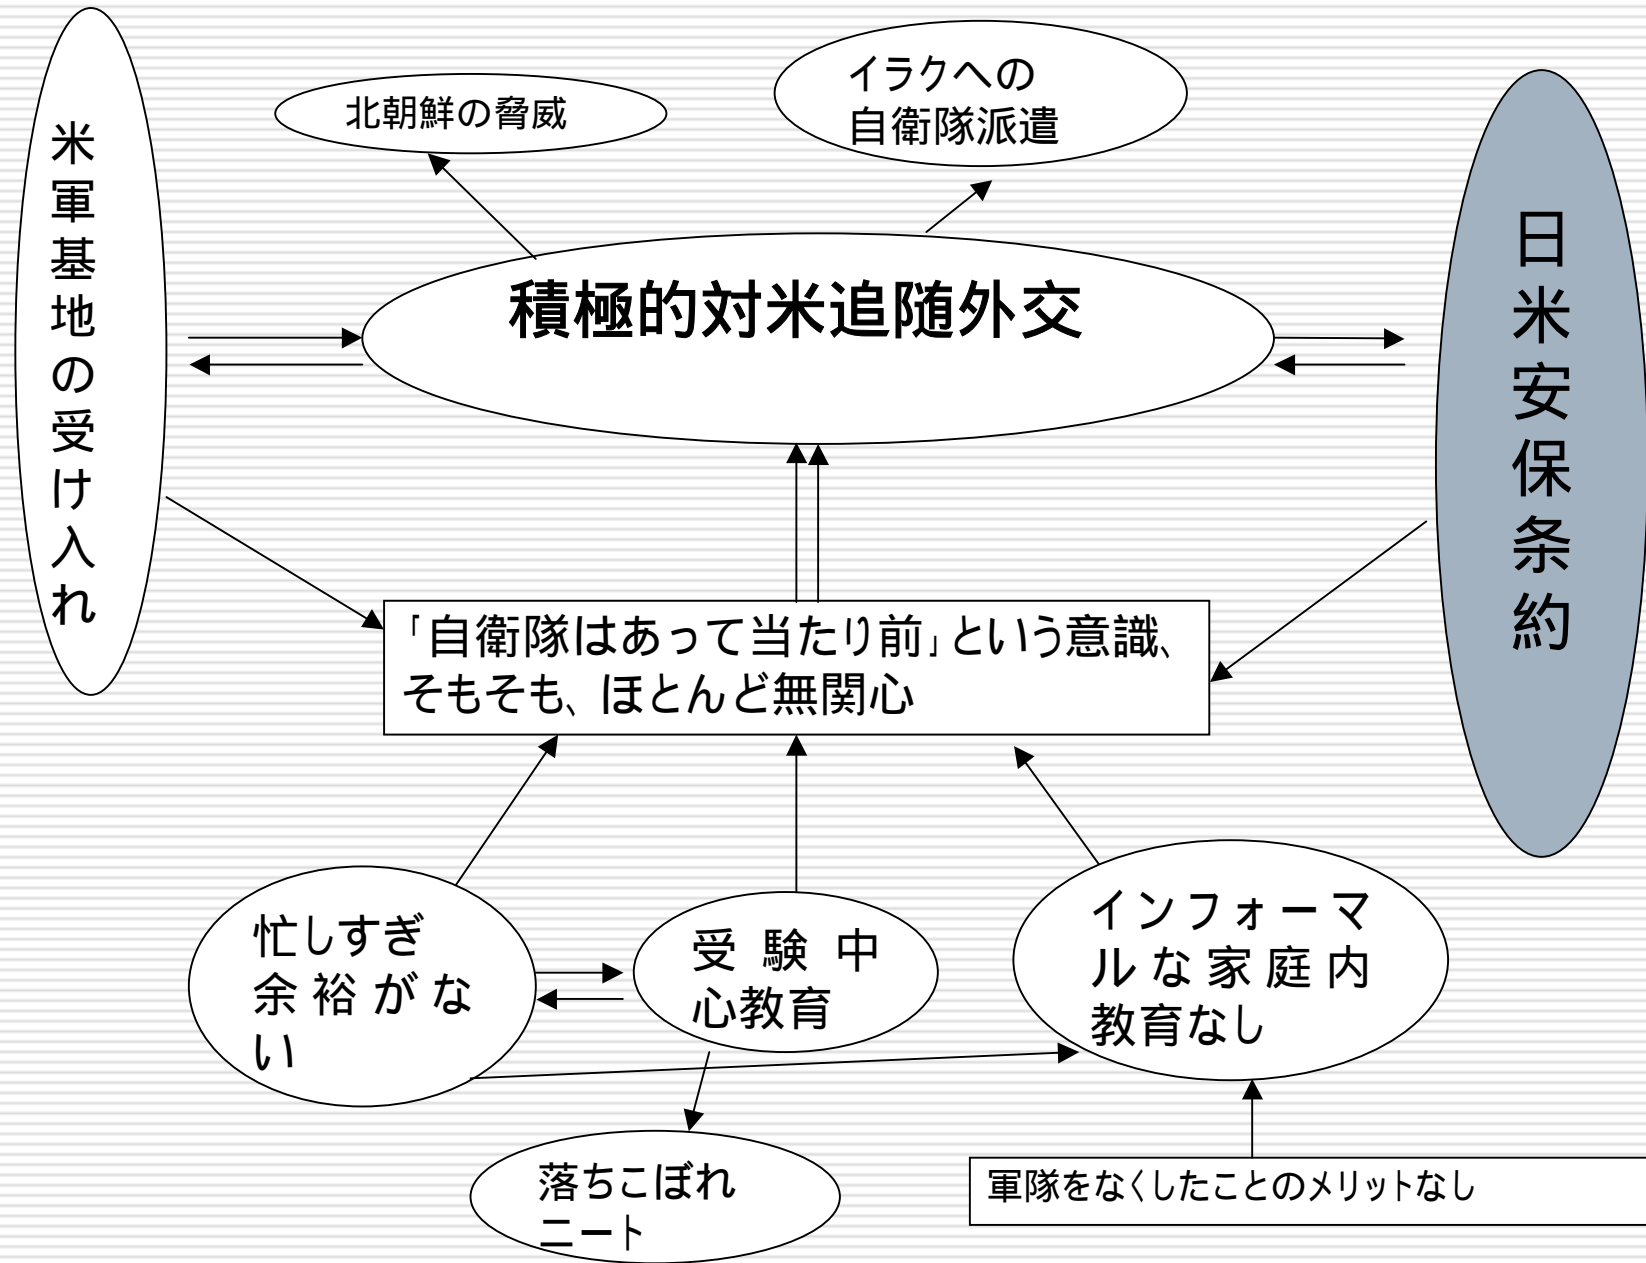 米軍基地の受け入れ
北朝鮮の脅威
イラクへの
自衛隊派遣
日米安保条約
積極的対米追随外交
「自衛隊はあって当たり前」という意識、
そもそも、ほとんど無関心
忙しすぎ
余裕がな
い
受験中
心教育
インフォーマ
ルな家庭内
教育なし
落ちこぼれ
ニート
軍隊をなくしたことのメリットなし